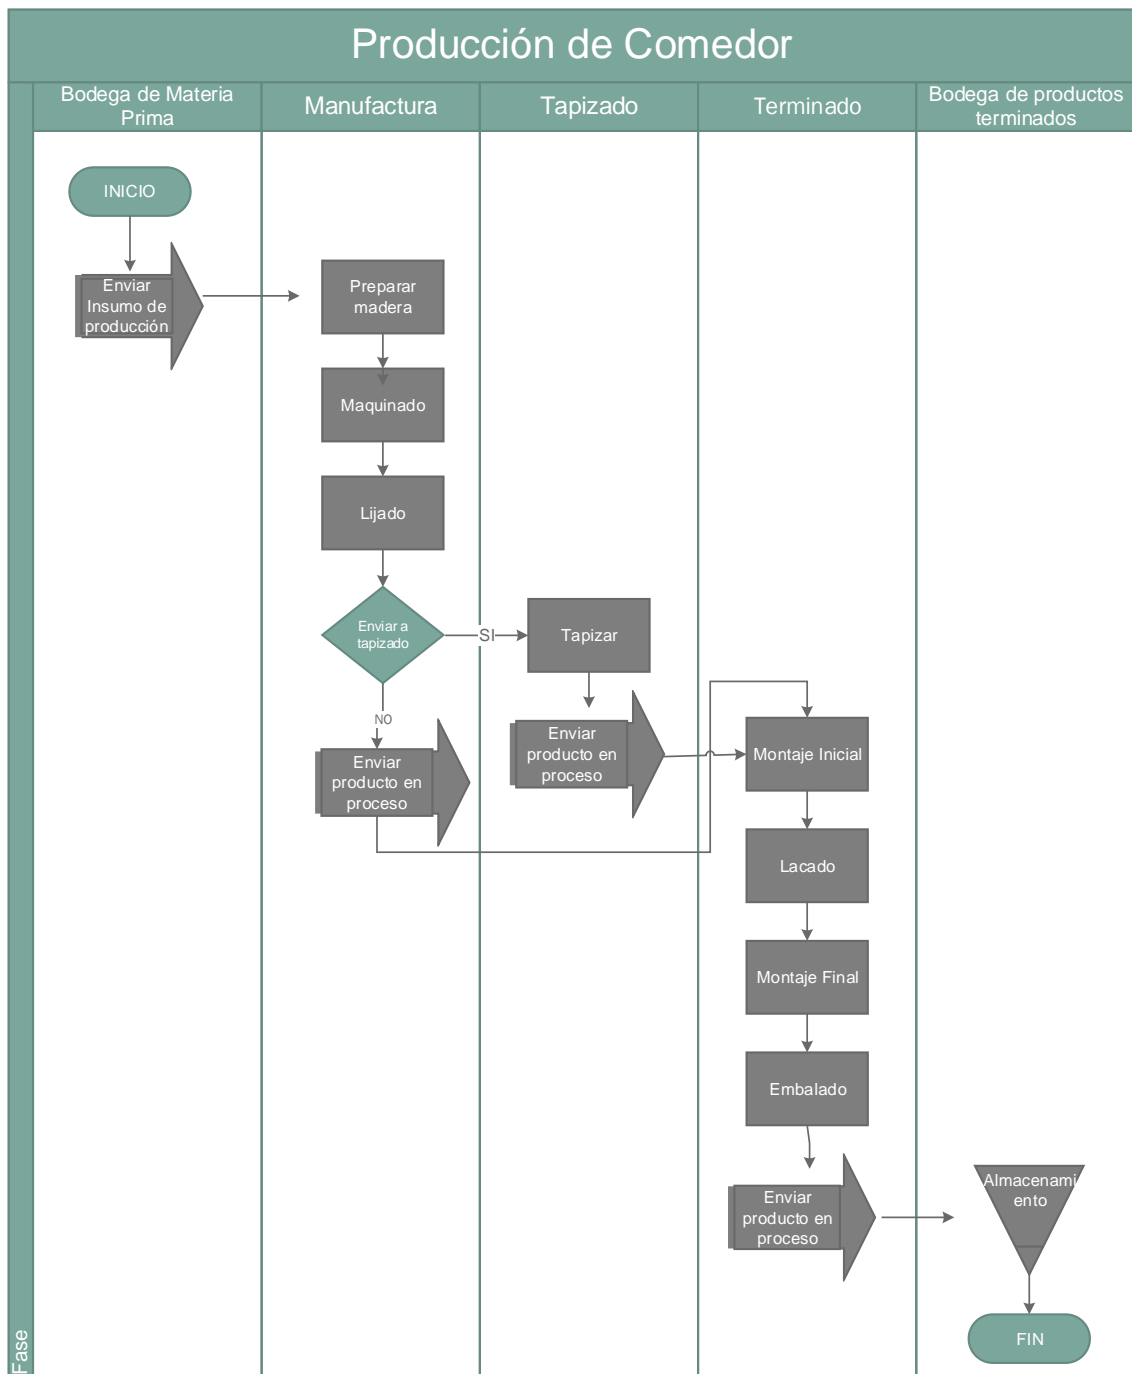 Producción de Comedor
Bodega de Materia
Prima
Manufactura
Tapizado
Terminado
Bodega de productos
terminados
INICIO
Enviar
Insumo de
producción
Preparar
madera
Maquinado
Lijado
Enviar a
tapizado
SI
Tapizar
NO
Enviar
producto en
proceso
Enviar
producto en
proceso
Montaje Inicial
Lacado
Montaje Final
Embalado
Enviar
producto en
proceso
Almacenami
ento
FIN
Fase